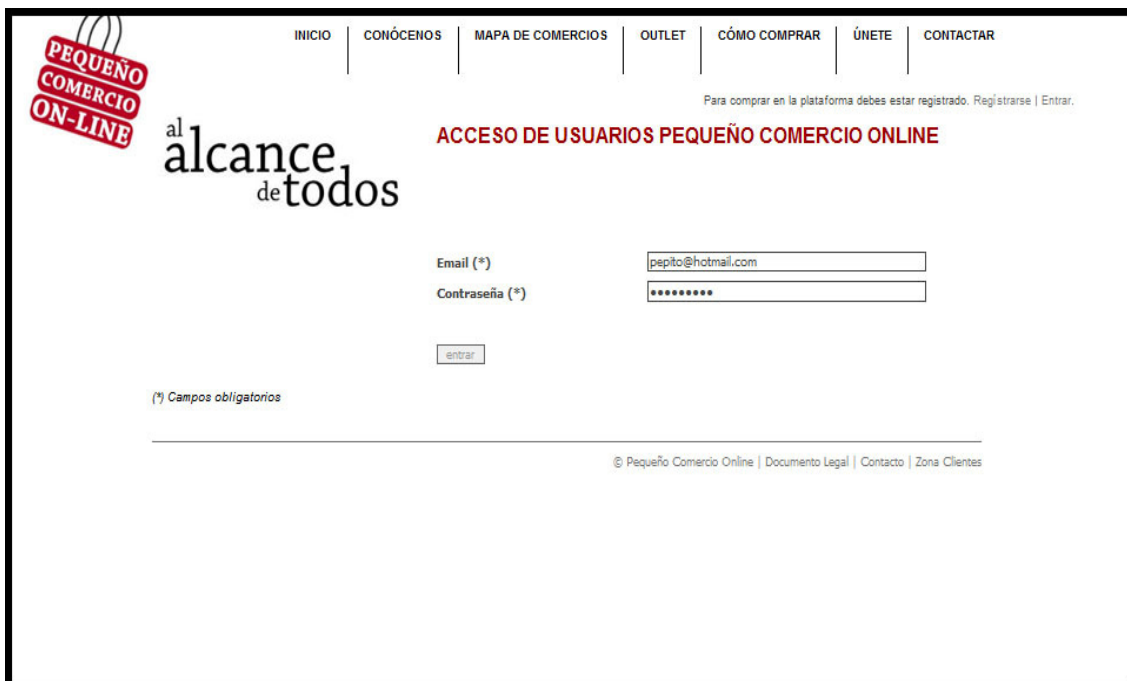 PEQUEÑO
COMERCIO
ON-LINE
INICIO CONÓCENOS MAPA DE COMERCIOS OUTLET CÓMO COMPRAR ÚNETE CONTACTAR
Para comprar en la plataforma debes estar registrado. Regístrarse | Entrar.
al
alcance
de todos
ACCESO DE USUARIOS PEQUEÑO COMERCIO ONLINE
Email (*) pepito@hotmail.com
Contraseña (*) •••••••••
entrar
(*) Campos obligatorios
© Pequeño Comercio Online | Documento Legal | Contacto | Zona Clientes